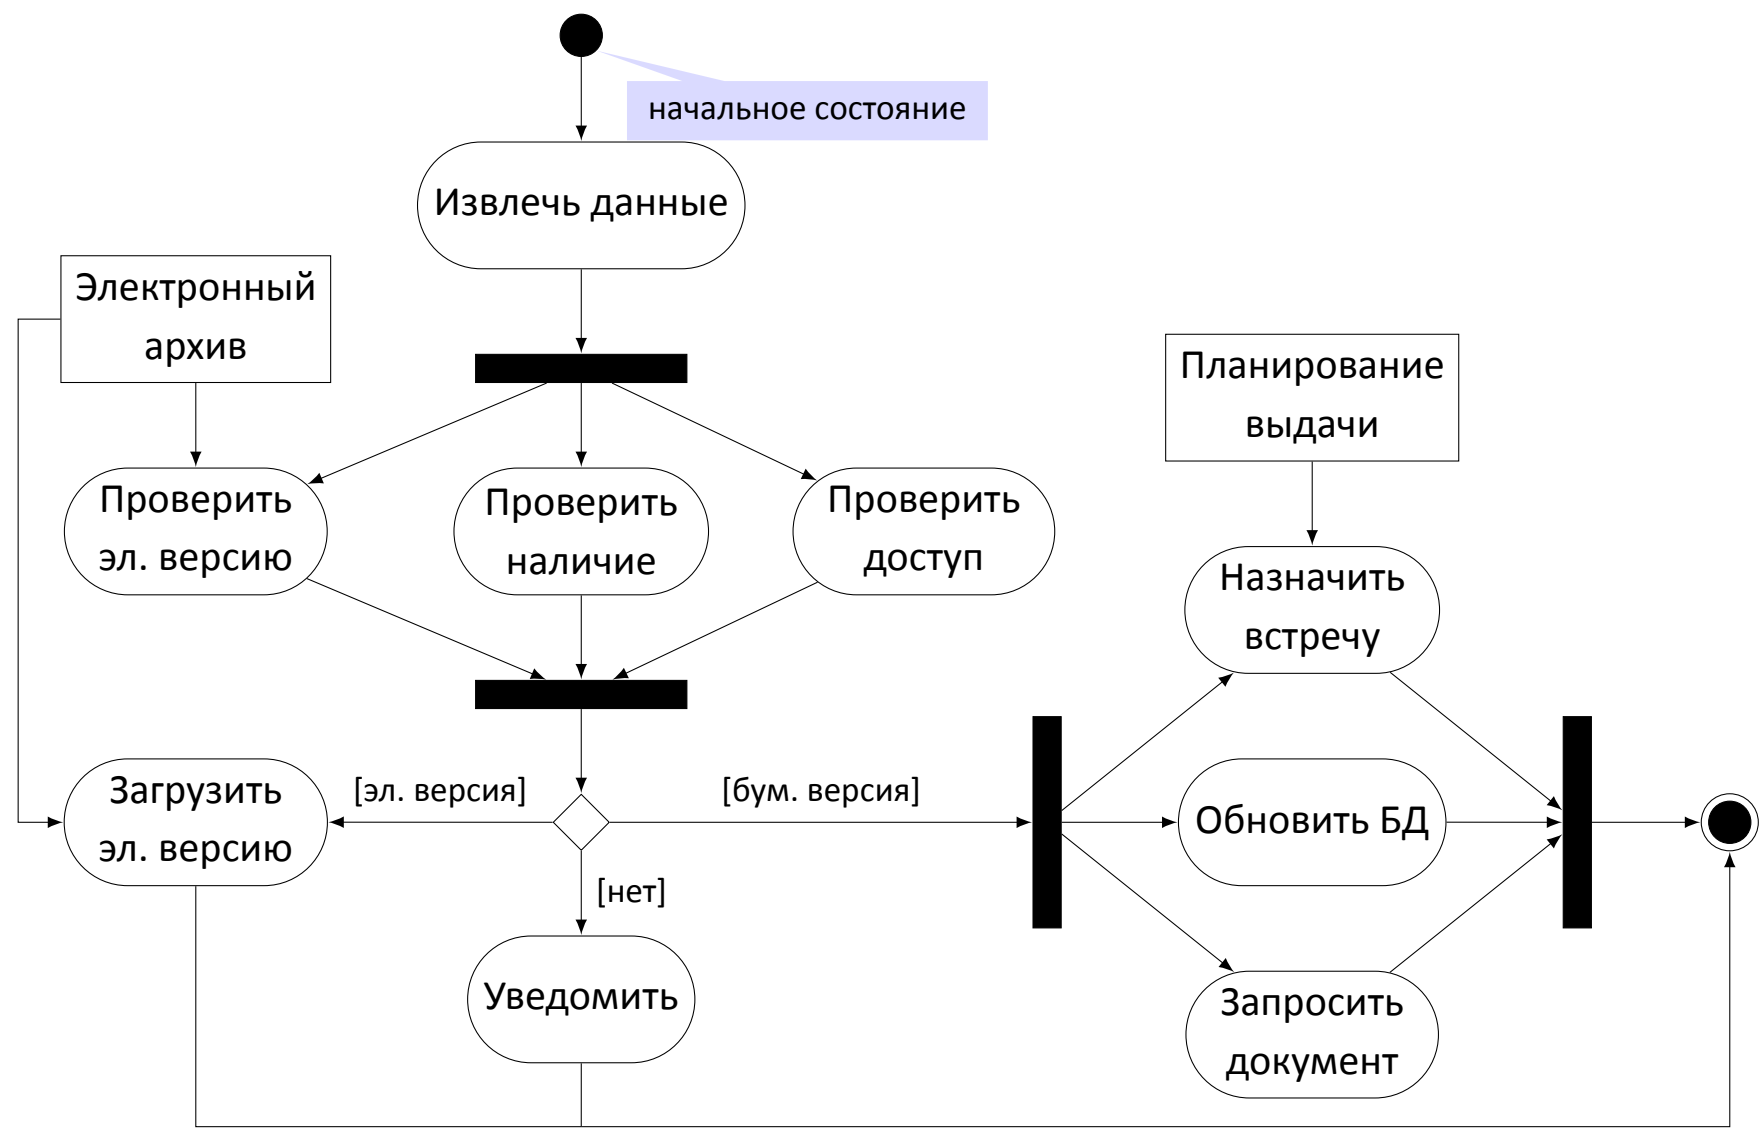 начальное состояние
Извлечь данные
Электронный
архив
Планирование
выдачи
Проверить
эл. версию
Проверить
наличие
Проверить
доступ
Назначить
встречу
Загрузить
эл. версию
[эл. версия]
[бум. версия]
Обновить БД
[нет]
Уведомить
Запросить
документ